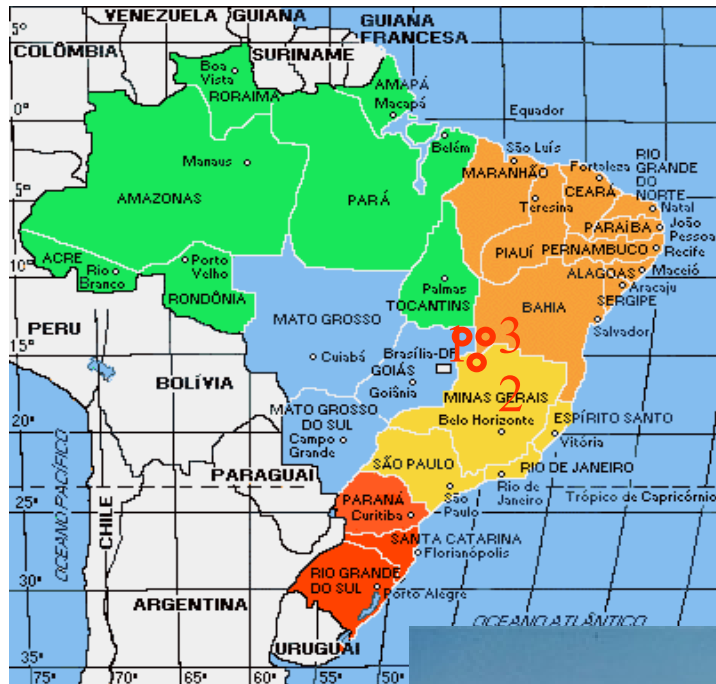 VENEZUELA
GUIANA
GUIANA
FRANCESA
SURINAME
COLÔMBIA
5°
Boa
Vista
RORAIMA
AMAPÁ
Macapá
Equador
0°
Belém
São Luís
Fortaleza
RIO
GRANDE
DO
NORTE
Manaus
MARANHÃO
CEARÁ
Teresina
Natal
AMAZONAS
PARÁ
5°
PARAÍBA
João
Pessoa
PIAUÍ
PERNAMBUCO
Recife
ACRE
Rio
Branco
Porto
Velho
ALAGOAS
Maceió
10°
RONDÔNIA
Palmas
TOCANTINS
Aracaju
SERGIPE
BAHIA
MATO GROSSO
Salvador
PERU
1
3
15°
Cuiabá
Brasília-DF
GOIÁS
Goiânia
BOLÍVIA
2
MINAS GERAIS
MATO GROSSO
DO SUL
Campo
Grande
Belo Horizonte
ESPÍRITO SANTO
Vitória
20°
PARAGUAI
SÃO PAULO
RIO DE JANEIRO
São
Paulo
Rio de
Janeiro
Trópico de Capricórnio
OCEANO PACÍFICO
CHILE
PARANÁ
Curitiba
25°
SANTA CATARINA
Florianópolis
RIO GRANDE
DO SUL
30°
ARGENTINA
Porto Alegre
OCEANO ATLÂNTICO
URUGUAI
35°
75°
70°
65°
60°
55°
50°